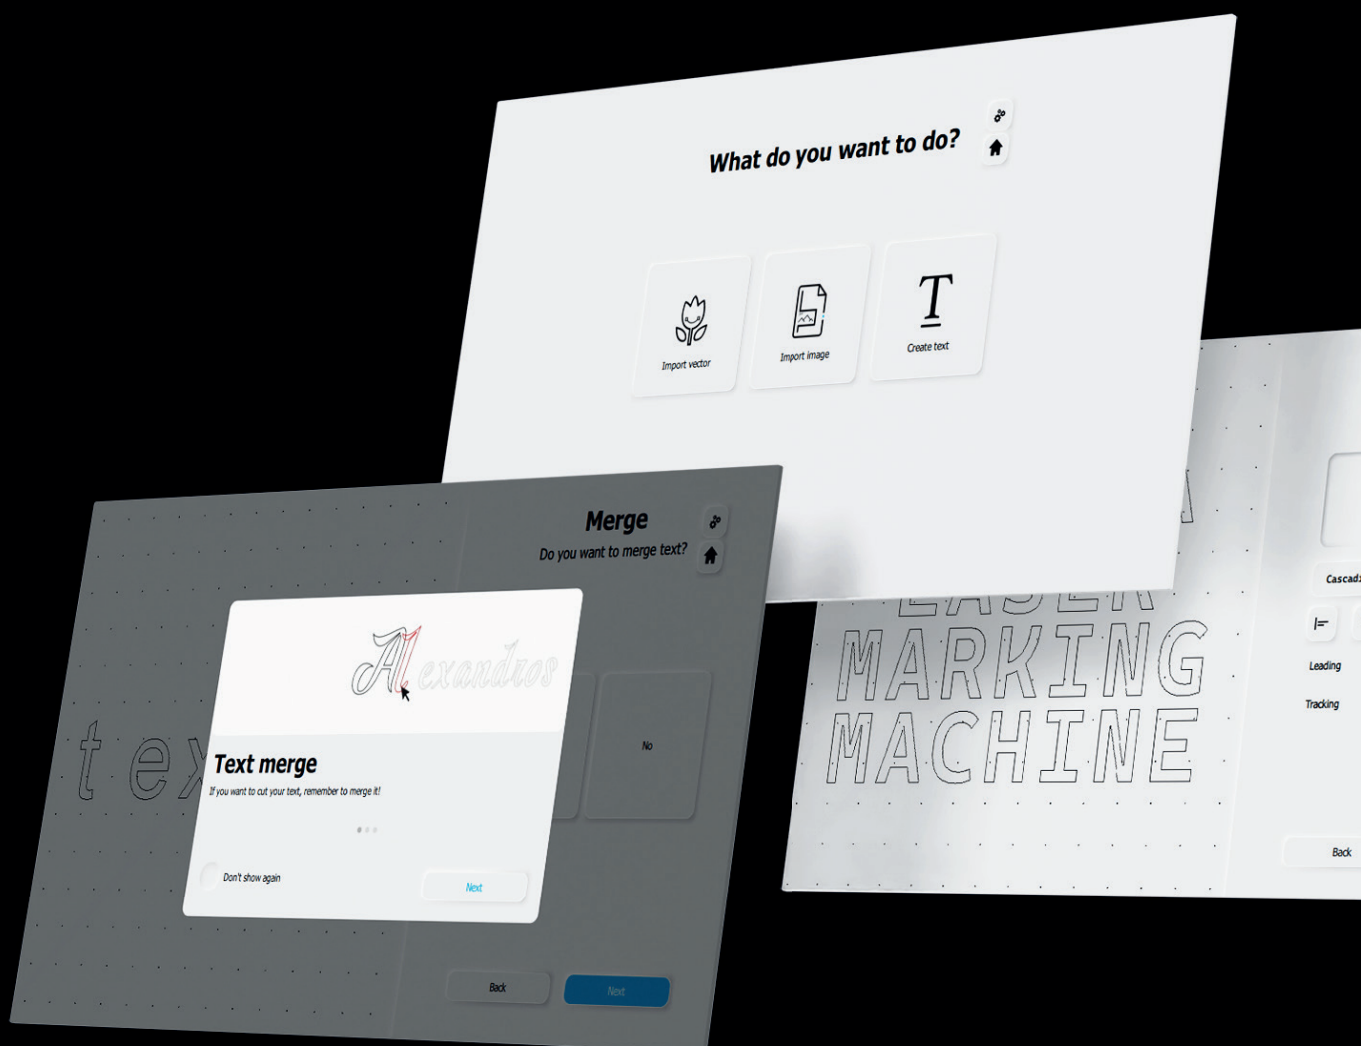 What do you want to do?
Import vector
Import image
Create text
Merge
Do you want to merge text?
No
Alexandros
Text merge
If you want to cut your text, remember to merge it!
Don't show again
Next
Back
Next
LASER
MARKING
MACHINE
Leading
Tracking
Back